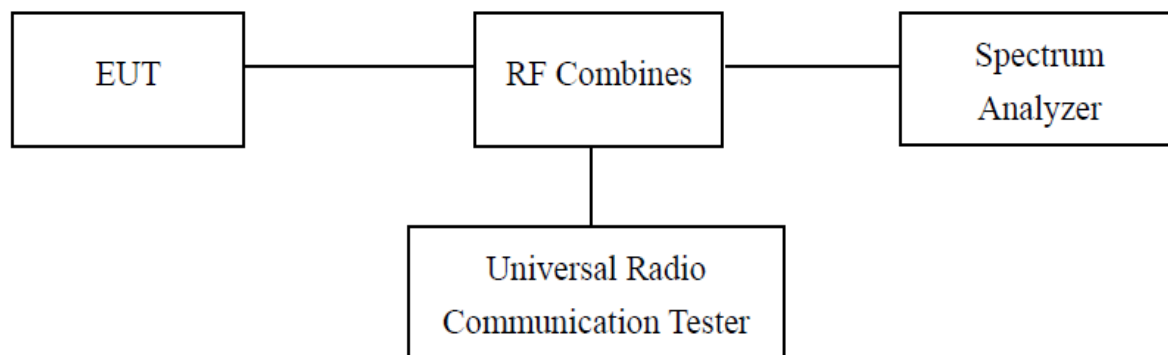 EUT
RF Combines
Spectrum
Analyzer
Universal Radio
Communication Tester